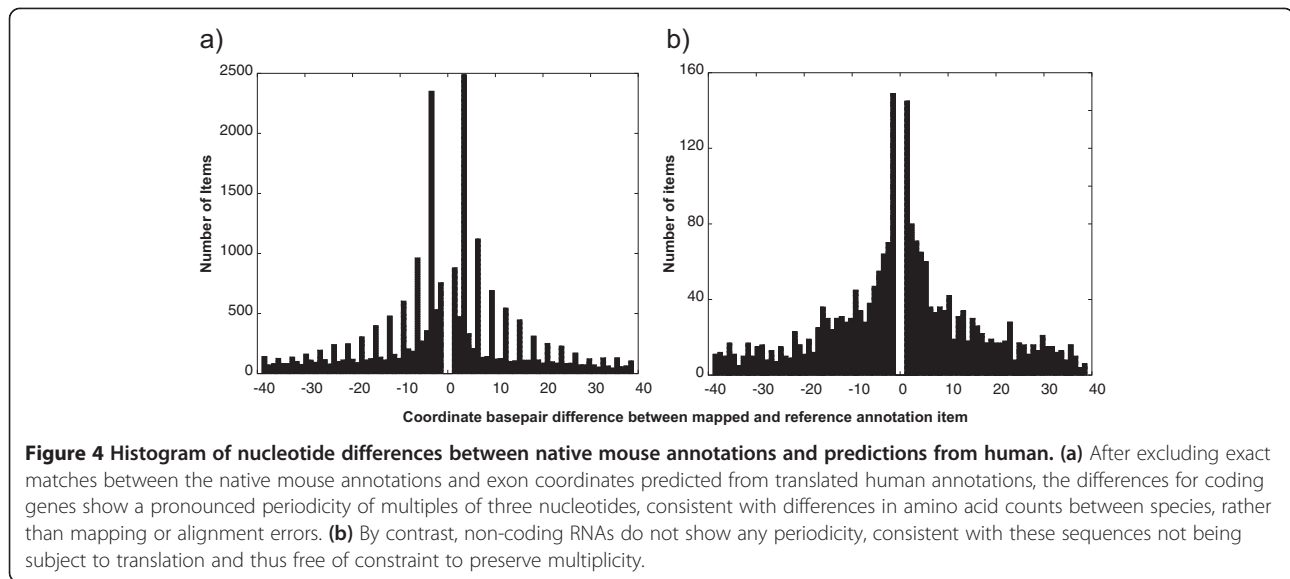 a)
b)
2500
2000
1500
1000
500
0
Number of Items
-40 -30 -20 -10 0 10 20 30 40
160
120
80
40
0
Number of items
-40 -30 -20 -10 0 10 20 30 40
Coordinate basepair difference between mapped and reference annotation item
Figure 4 Histogram of nucleotide differences between native mouse annotations and predictions from human. (a) After excluding exact
matches between the native mouse annotations and exon coordinates predicted from translated human annotations, the differences for coding
genes show a pronounced periodicity of multiples of three nucleotides, consistent with differences in amino acid counts between species, rather
than mapping or alignment errors. (b) By contrast, non-coding RNAs do not show any periodicity, consistent with these sequences not being
subject to translation and thus free of constraint to preserve multiplicity.